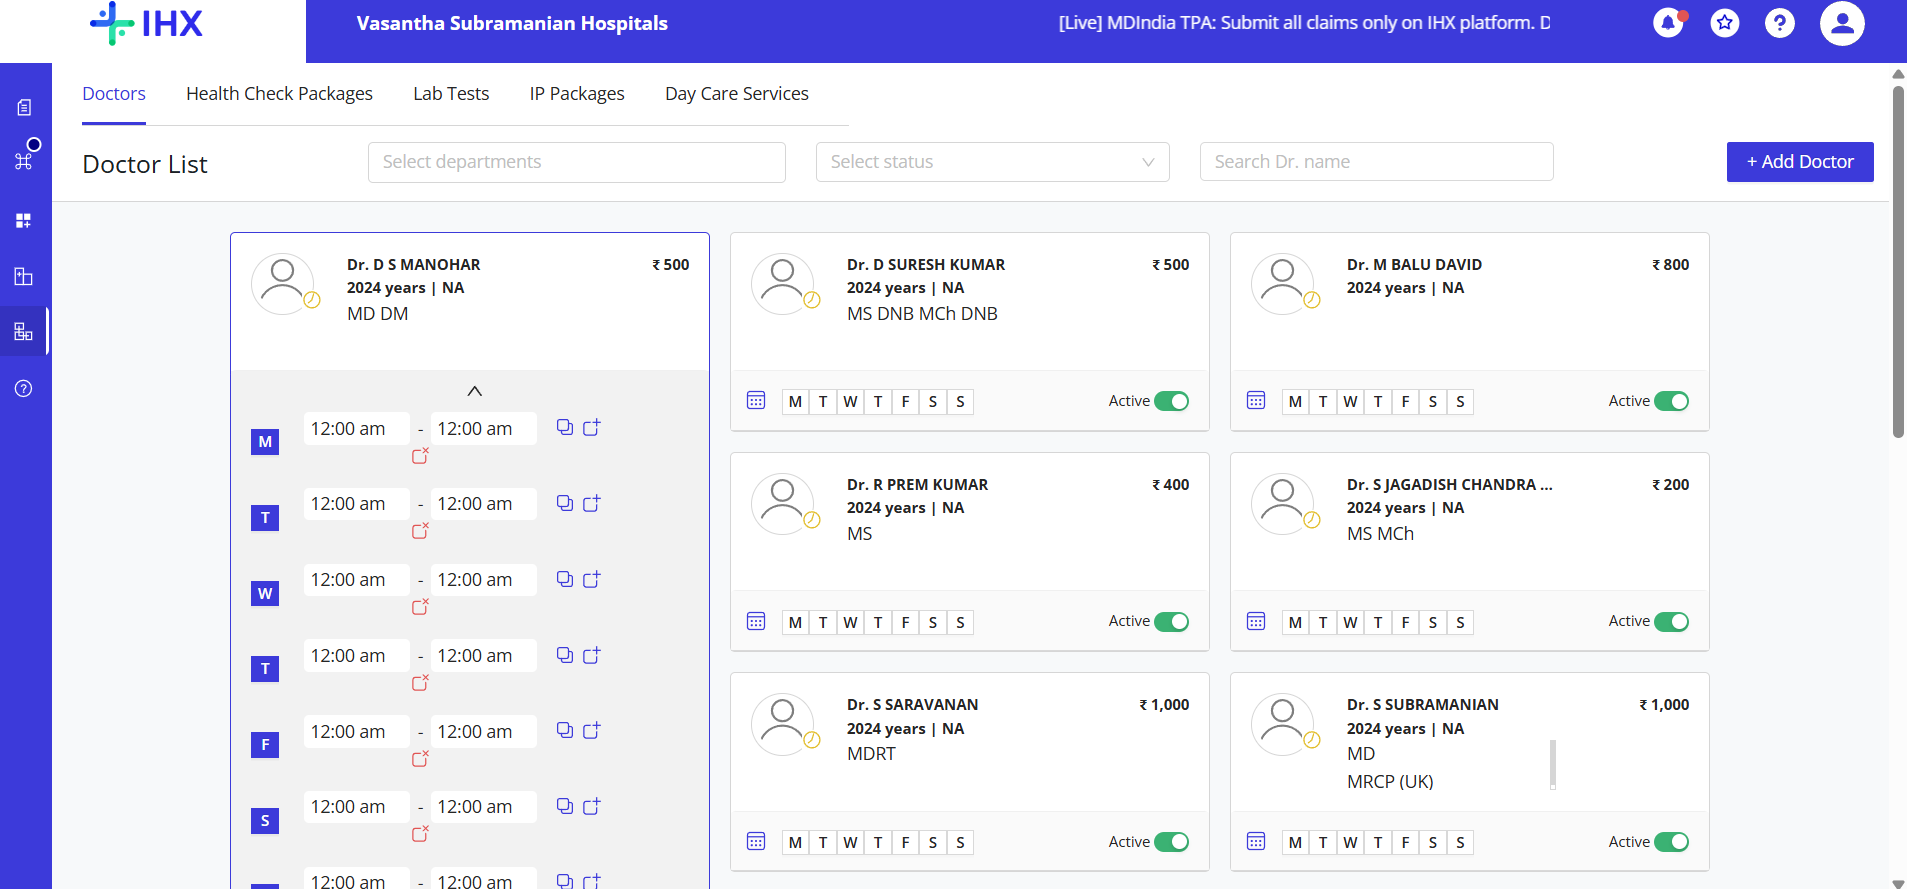 IHX
Vasantha Subramanian Hospitals
[Live] MDIndia TPA: Submit all claims only on IHX platform. D
Doctors
Health Check Packages
Lab Tests
IP Packages
Day Care Services
Doctor List
Select departments
Select status
Search Dr. name
+ Add Doctor
Dr. D S MANOHAR
₹ 500
2024 years | NA
MD DM
M
12:00 am - 12:00 am
T
12:00 am - 12:00 am
W
12:00 am - 12:00 am
T
12:00 am - 12:00 am
F
12:00 am - 12:00 am
S
12:00 am - 12:00 am
12:00 am - 12:00 am
Dr. D SURESH KUMAR
₹ 500
2024 years | NA
MS DNB MCh DNB
M T W T F S S
Active
Dr. M BALU DAVID
₹ 800
2024 years | NA
M T W T F S S
Active
Dr. R PREM KUMAR
₹ 400
2024 years | NA
MS
M T W T F S S
Active
Dr. S JAGADISH CHANDRA ...
₹ 200
2024 years | NA
MS MCh
M T W T F S S
Active
Dr. S SARAVANAN
₹ 1,000
2024 years | NA
MDRT
M T W T F S S
Active
Dr. S SUBRAMANIAN
₹ 1,000
2024 years | NA
MD
MRCP (UK)
M T W T F S S
Active